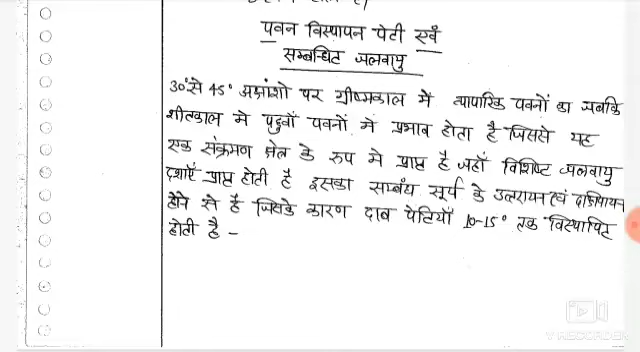 पवन विस्थापन पेटी एवं
सम्बन्धित जलवायु
30° से 45° अक्षांशो पर ग्रीष्मकाल में व्यापारिक पवनों का जबकि
शीतकाल मे पछुवाँ पवनों मे प्रभाव होता है जिससे यह
एक संक्रमण क्षेत्र के रुप मे प्राप्त है जहाँ विशिष्ट जलवायु
दशाएँ प्राप्त होती है इसका सम्बंध सूर्य के उत्तरायन एवं दक्षिणायन
होने से है जिसके कारण दाब पेटियाँ 10-15° तक विस्थापित
होती है -